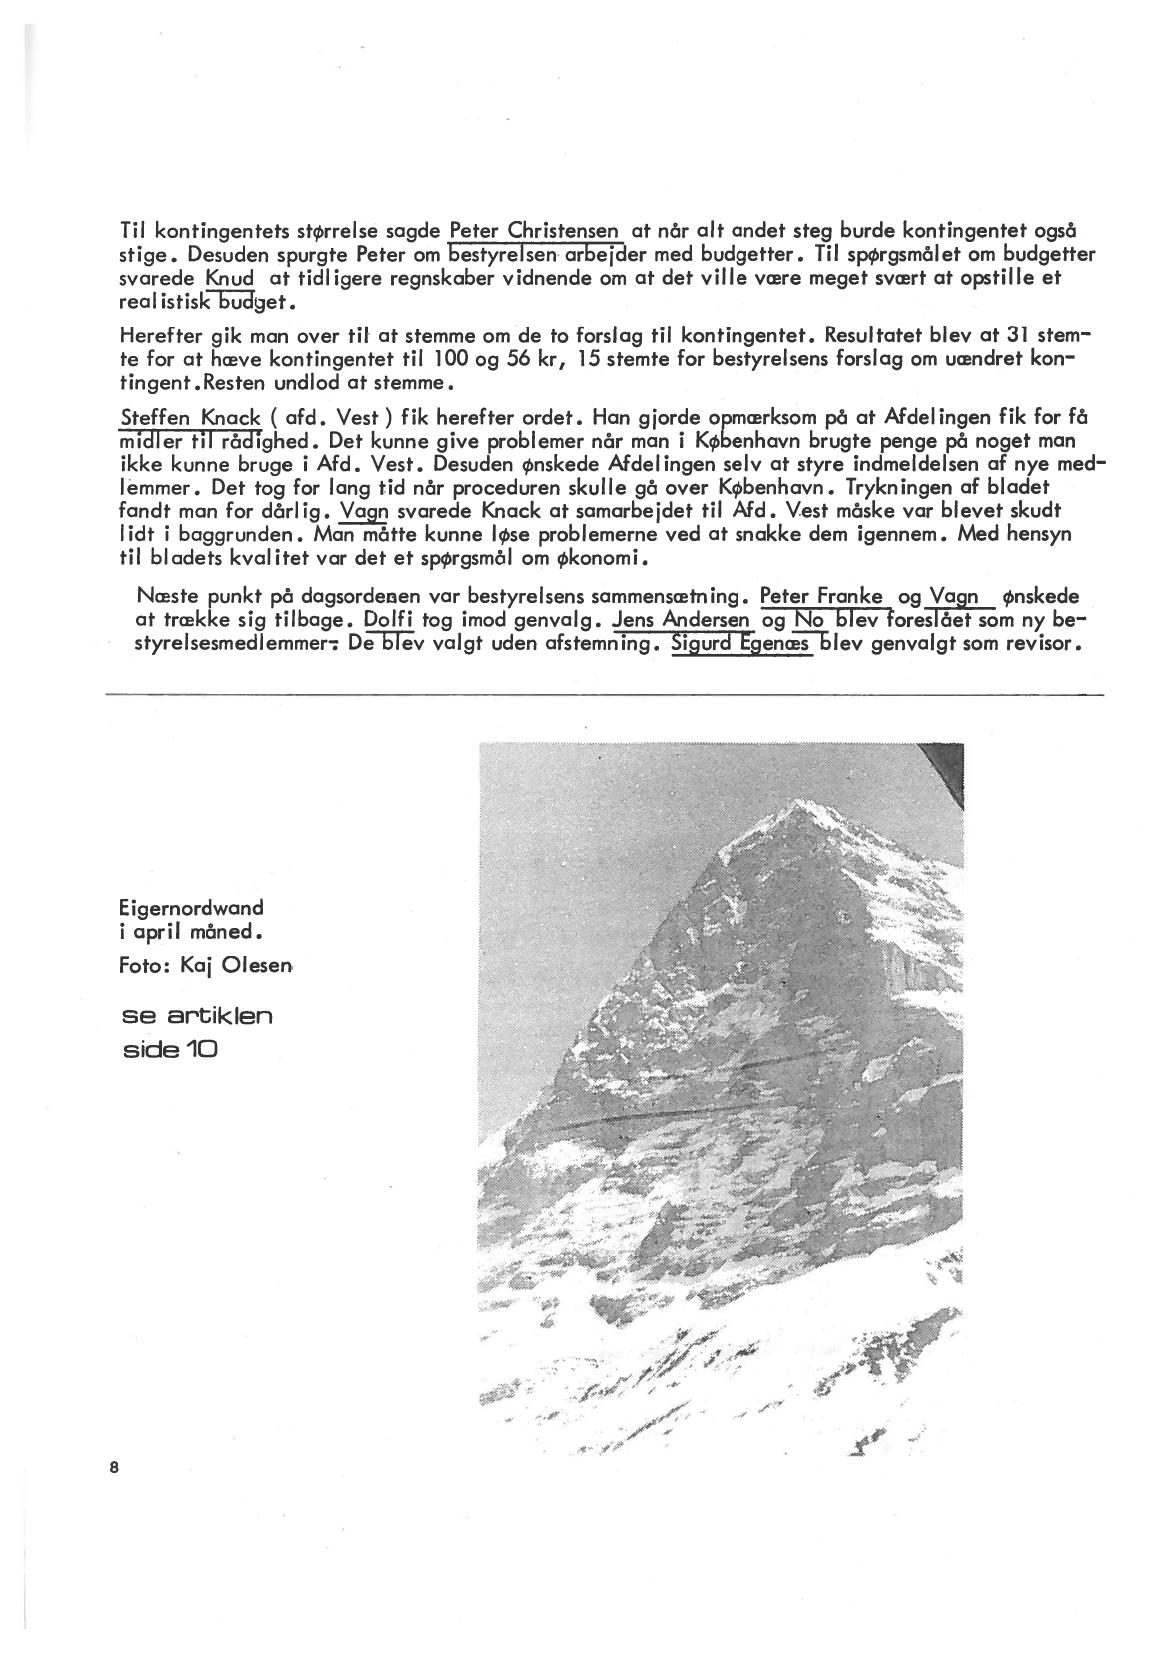 Til kontingentets størrelse sagde Peter Christensen at når alt andet steg burde kontingentet også
stige. Desuden spurgte Peter om bestyrelsen arbejder med budgetter. Til spørgsmålet om budgetter
svarede Knud at tidligere regnskaber vidnende om at det ville være meget svært at opstille et
realistisk budget.
Herefter gik man over til at stemme om de to forslag til kontingentet. Resultatet blev at 31 stem-
te for at hæve kontingentet til 100 og 56 kr, 15 stemte for bestyrelsens forslag om uændret kon-
tingent.Resten undlod at stemme.
Steffen Knack ( afd. Vest ) fik herefter ordet. Han gjorde opmærksom på at Afdelingen fik for få
midler til rådighed. Det kunne give problemer når man i København brugte penge på noget man
ikke kunne bruge i Afd. Vest. Desuden ønskede Afdelingen selv at styre indmeldelsen af nye med-
lemmer. Det tog for lang tid når proceduren skulle gå over København. Trykningen af bladet
fandt man for dårlig. Vagn svarede Knack at samarbejdet til Afd. Vest måske var blevet skudt
lidt i baggrunden. Man måtte kunne løse problemerne ved at snakke dem igennem. Med hensyn
til bladets kvalitet var det et spørgsmål om økonomi.
Næste punkt på dagsordenen var bestyrelsens sammensætning. Peter Franke og Vagn ønskede
at trække sig tilbage. Dolfi tog imod genvalg. Jens Andersen og No blev foreslået som ny be-
styrelsesmedlemmer: De blev valgt uden afstemning. Sigurd Egenæs blev genvalgt som revisor.
Eigernordwand
i april måned.
Foto: Kaj Olesen
se artiklen
side 10
8